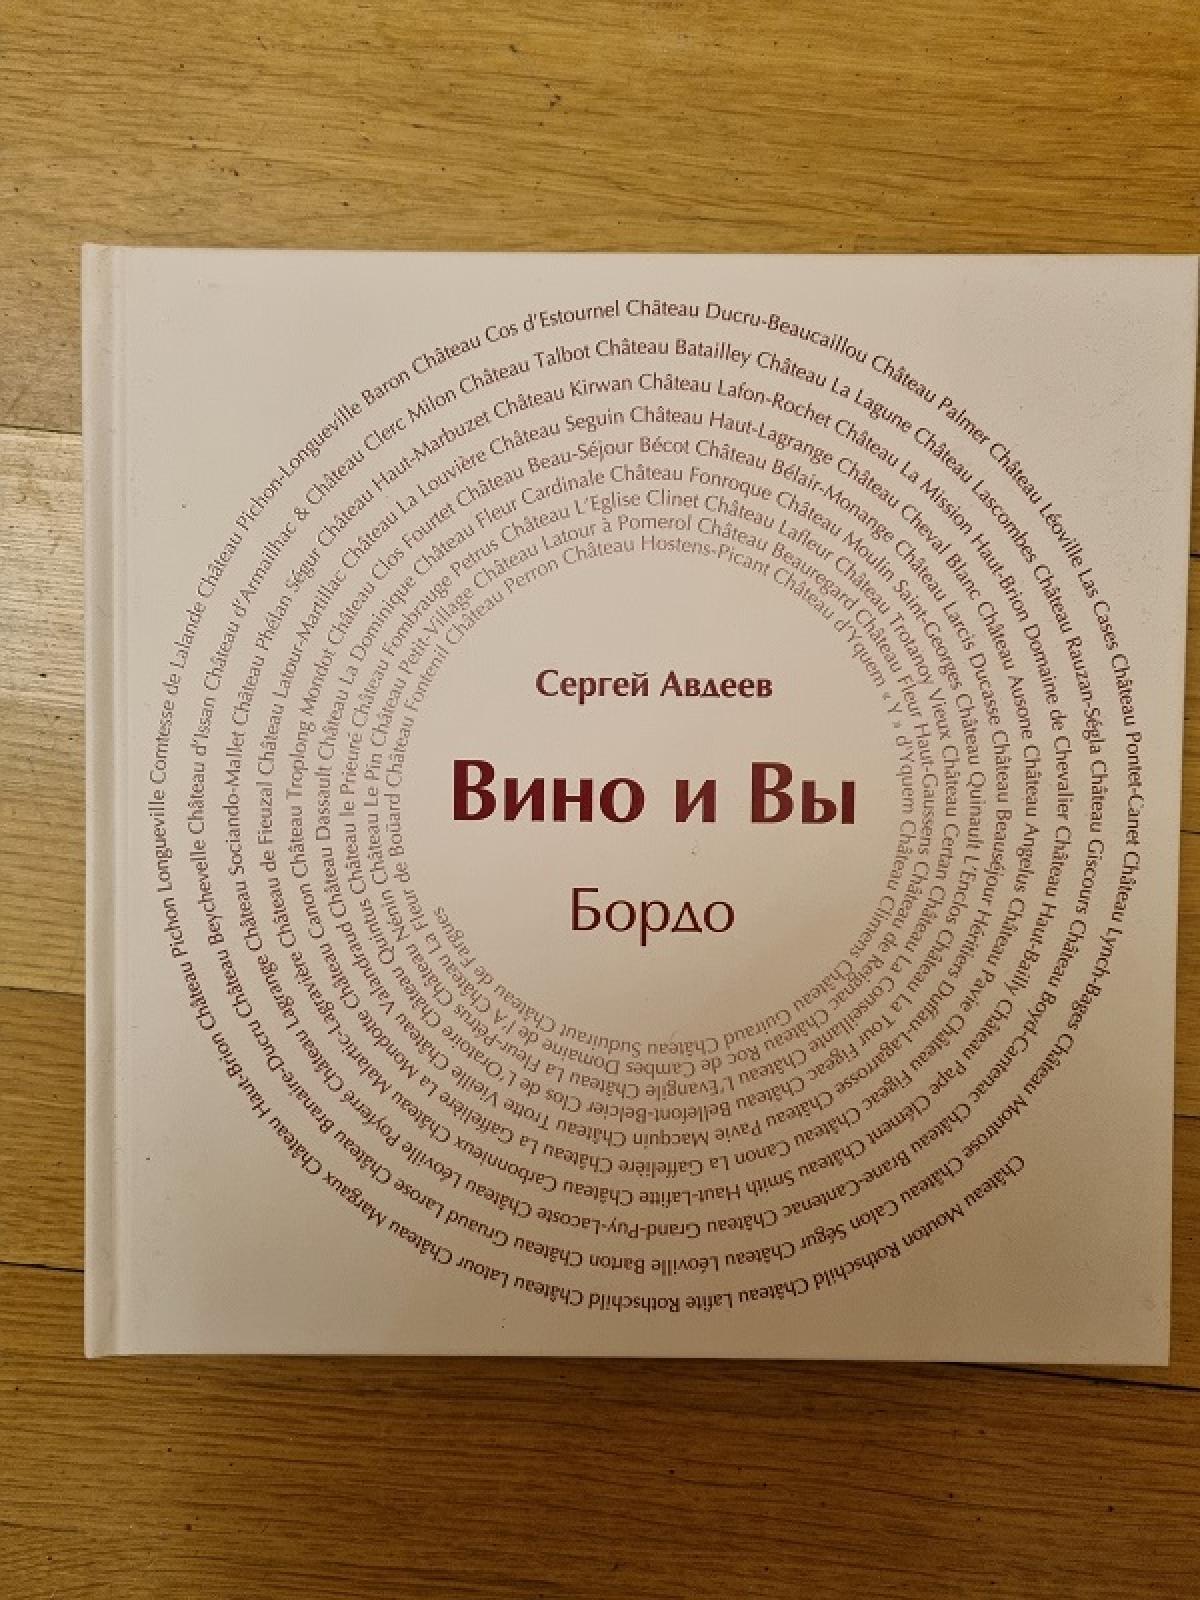 Château Mouton Rothschild Château Lafite Rothschild Château Latour Château Margaux Château Haut-Brion Château Pichon Longueville Comtesse de Lalande Château Pichon-Longueville Baron Château Cos d'Estournel Château Ducru-Beaucaillou Château Palmer Château Léoville Las Cases Château Pontet-Canet Château Lynch-Bages Château Montrose Château Calon Ségur Château Léoville Barton Château Gruaud Larose Château Branaire-Ducru Château Beychevelle Château d'Issan Château d'Armailhac & Château Clerc Milon Château Talbot Château Batailley Château La Lagune Château Lascombes Château Rauzan-Ségla Château Giscours Château Boyd-Cantenac Château Brane-Cantenac Château Grand-Puy-Lacoste Château Léoville Poyferré Château Lagrange Château Sociando-Mallet Château Phélan Ségur Château Haut-Marbuzet Château Kirwan Château Lafon-Rochet Château La Mission Haut-Brion Domaine de Chevalier Château Haut-Bailly Château Pape Clément Château Smith Haut-Lafitte Château Carbonnieux Château Malartic-Lagravière Château de Fieuzal Château Latour-Martillac Château La Louvière Château Seguin Château Haut-Lagrange Château Cheval Blanc Château Ausone Château Angelus Château Pavie Château Figeac Château Canon La Gaffelière Château La Mondotte Château Canon Château Troplong Mondot Château Clos Fourtet Château Beau-Séjour Bécot Château Bélair-Monange Château Larcis Ducasse Château Beauséjour Héritiers Duffau-Lagarrosse Château Pavie Macquin Château Trotte Vieille Château Valandraud Château Dassault Château La Dominique Château Fleur Cardinale Château Fonroque Château Moulin Saint-Georges Château Quinault L'Enclos Château La Tour Figeac Château Bellefont-Belcier Clos de L'Oratoire Château Quintus Château le Prieuré Château Fombrauge Petrus Château L'Eglise Clinet Château Lafleur Château Trotanoy Vieux Château Certan Château La Conseillante Château L'Evangile Château La Fleur-Pétrus Château Nénin Château Le Pin Château Petit-Village Château Latour à Pomerol Château Beauregard Château Fleur Haut-Gaussens Château de Reignac Château Roc de Cambes Domaine de l'A Château La Fleur de Boüard Château Fontenil Château Perron Château Hostens-Picant Château d'Yquem « Y » d'Yquem Château Climens Château Guiraud Château Suduiraut Château de Fargues
Сергей Авдеев
Вино и Вы
Бордо